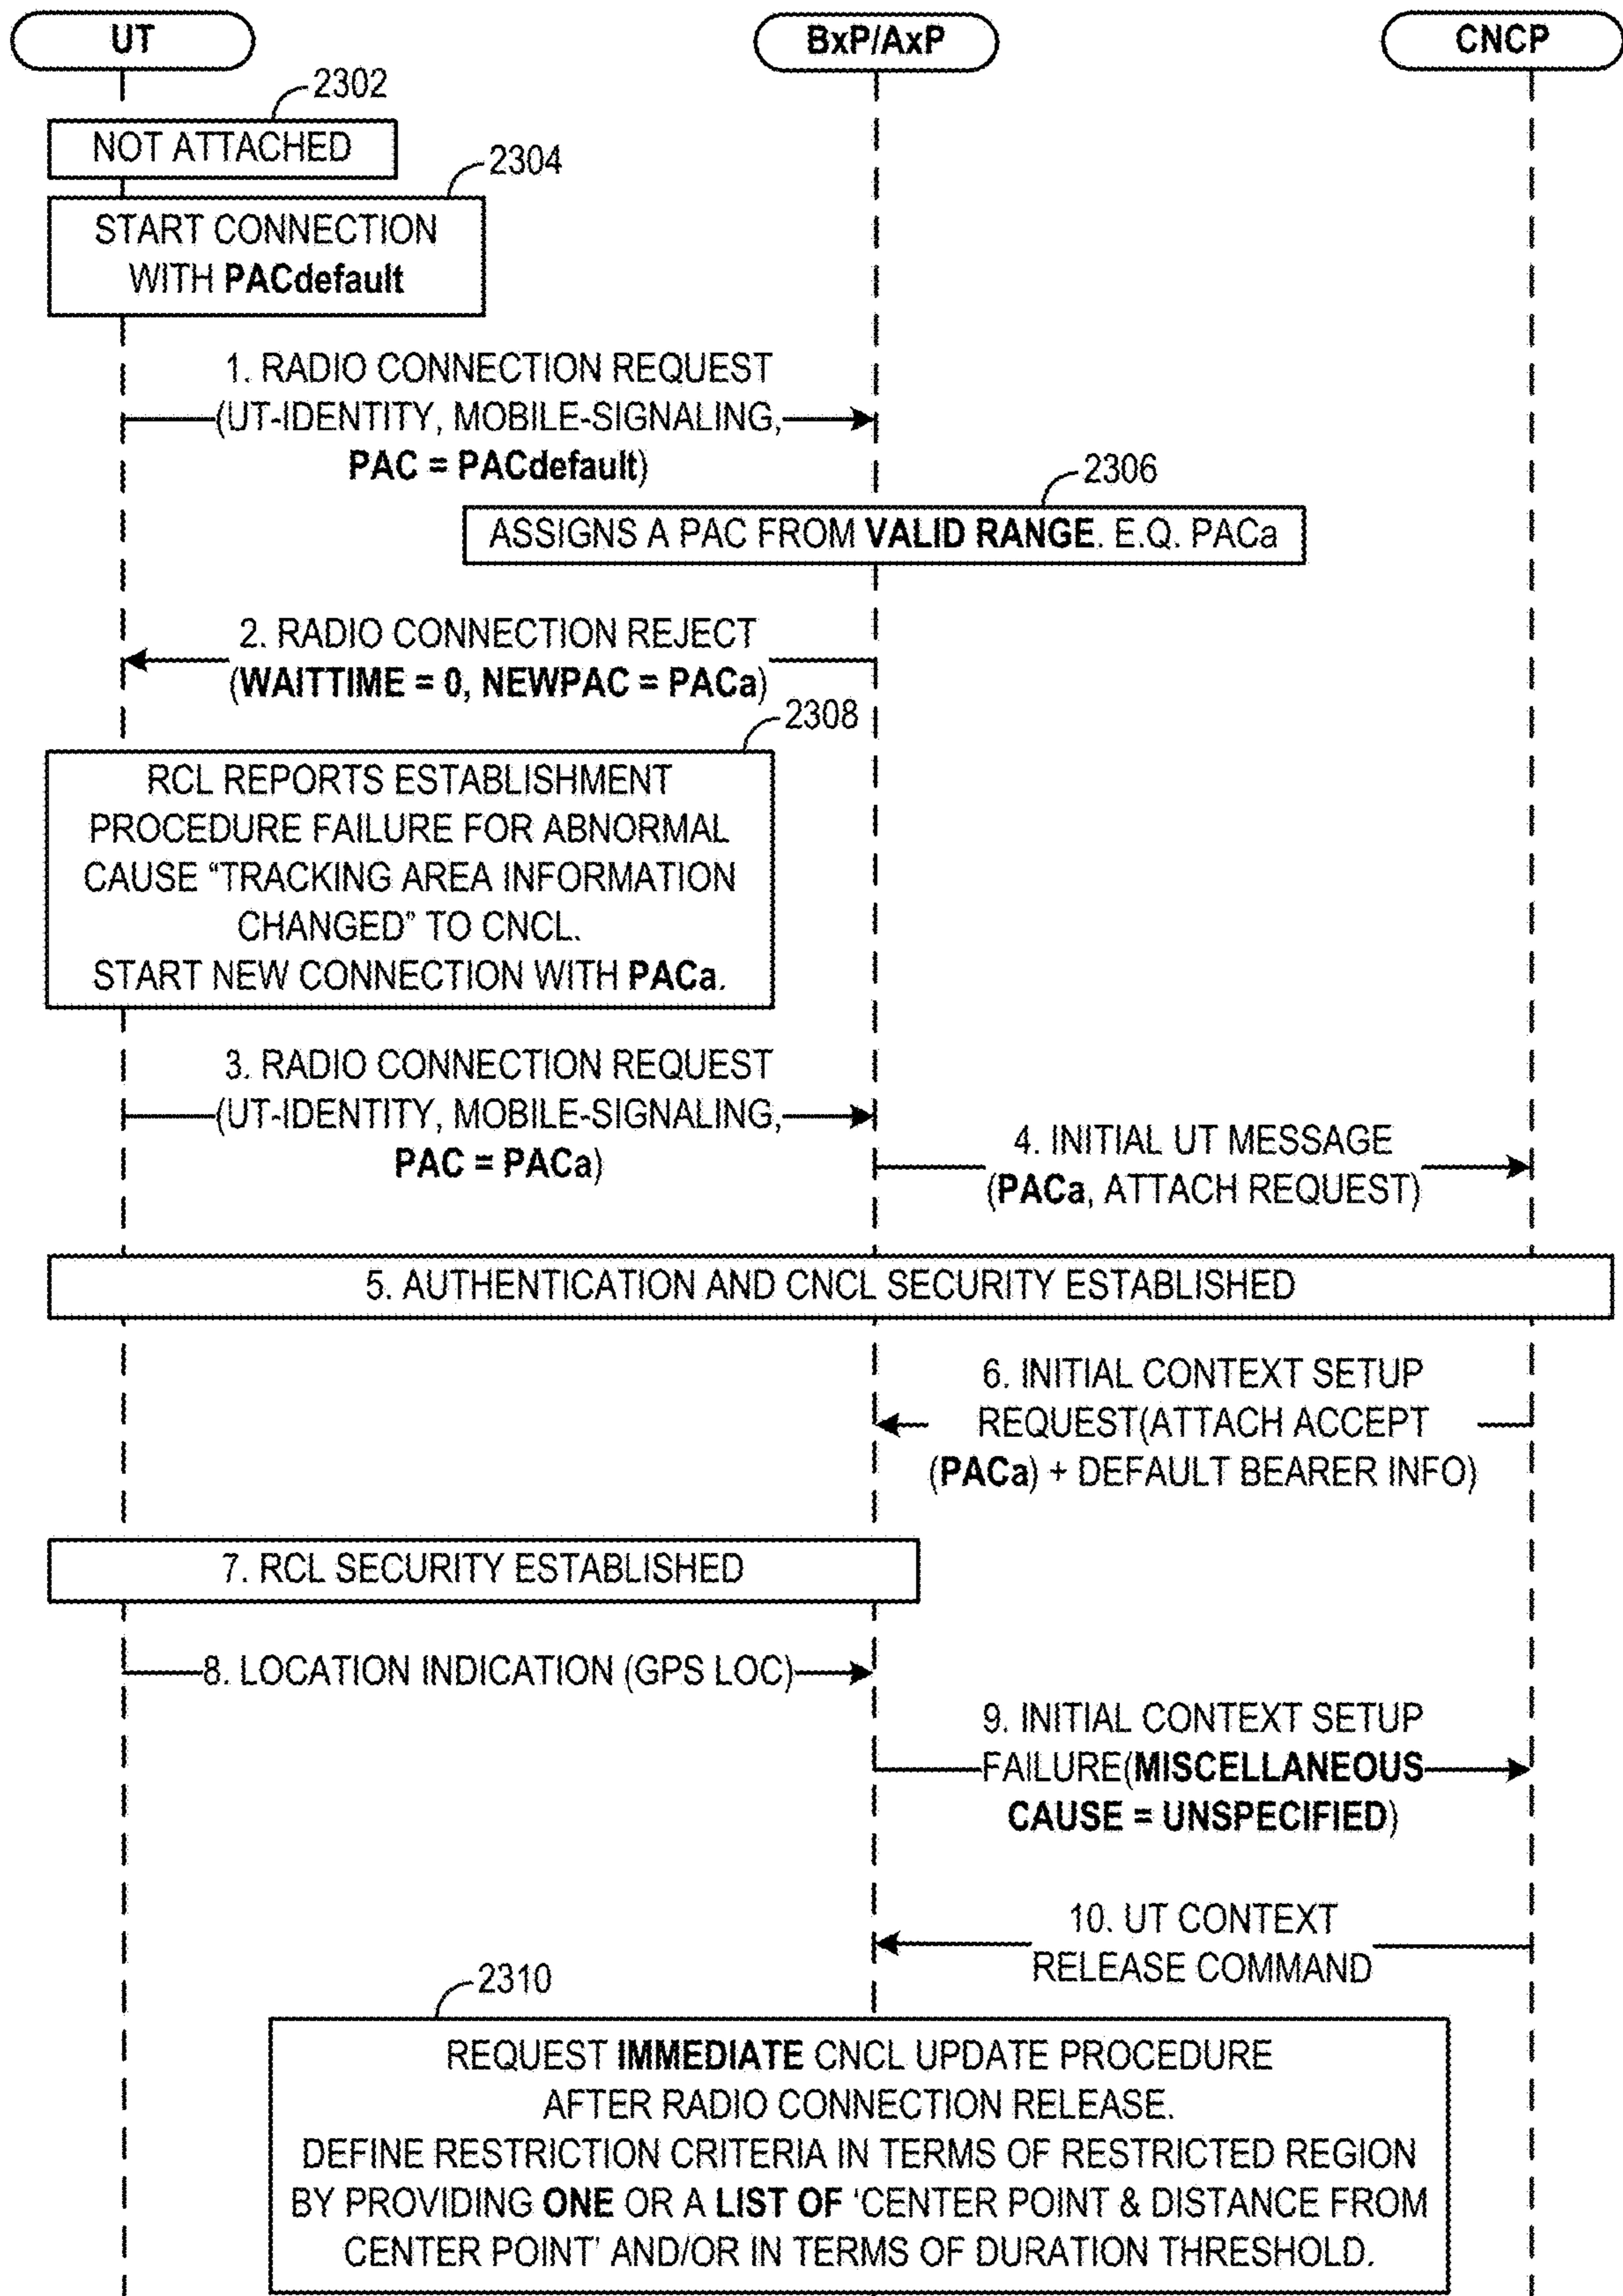 UT
BxP/AxP
CNCP
2302
NOT ATTACHED
2304
START CONNECTION
WITH PACdefault
1. RADIO CONNECTION REQUEST
(UT-IDENTITY, MOBILE-SIGNALING,
PAC = PACdefault)
2306
ASSIGNS A PAC FROM VALID RANGE. E.Q. PACa
2. RADIO CONNECTION REJECT
(WAITTIME = 0, NEWPAC = PACa)
2308
RCL REPORTS ESTABLISHMENT
PROCEDURE FAILURE FOR ABNORMAL
CAUSE “TRACKING AREA INFORMATION
CHANGED” TO CNCL.
START NEW CONNECTION WITH PACa.
3. RADIO CONNECTION REQUEST
(UT-IDENTITY, MOBILE-SIGNALING,
PAC = PACa)
4. INITIAL UT MESSAGE
(PACa, ATTACH REQUEST)
5. AUTHENTICATION AND CNCL SECURITY ESTABLISHED
6. INITIAL CONTEXT SETUP
REQUEST(ATTACH ACCEPT
(PACa) + DEFAULT BEARER INFO)
7. RCL SECURITY ESTABLISHED
8. LOCATION INDICATION (GPS LOC)
9. INITIAL CONTEXT SETUP
FAILURE(MISCELLANEOUS
CAUSE = UNSPECIFIED)
10. UT CONTEXT
RELEASE COMMAND
2310
REQUEST IMMEDIATE CNCL UPDATE PROCEDURE
AFTER RADIO CONNECTION RELEASE.
DEFINE RESTRICTION CRITERIA IN TERMS OF RESTRICTED REGION
BY PROVIDING ONE OR A LIST OF ‘CENTER POINT & DISTANCE FROM
CENTER POINT’ AND/OR IN TERMS OF DURATION THRESHOLD.